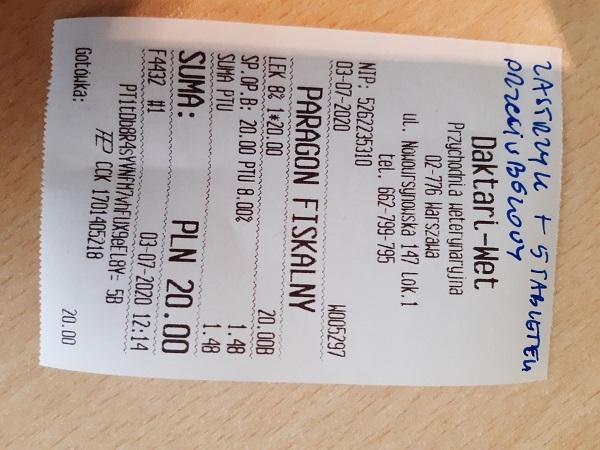 ZASTRZYK + 5 TABLETEK
PRZECIWBÓLOWY
Daktari-Wet
Przychodnia weterynaryjna
02-776 Warszawa
ul. Nowoursynowska 147 lok.1
tel. 662-799-795
NIP: 5262235310
03-07-2020 W005297
PARAGON FISKALNY
LEK 8% 1*20.00 20.00B
SP.OP.B: 20.00 PTU 8.00% 1.48
SUMA PTU 1.48
SUMA: PLN 20.00
F4432 #1 03-07-2020 12:14
CCK 1701405218
Gotówka: 20.00